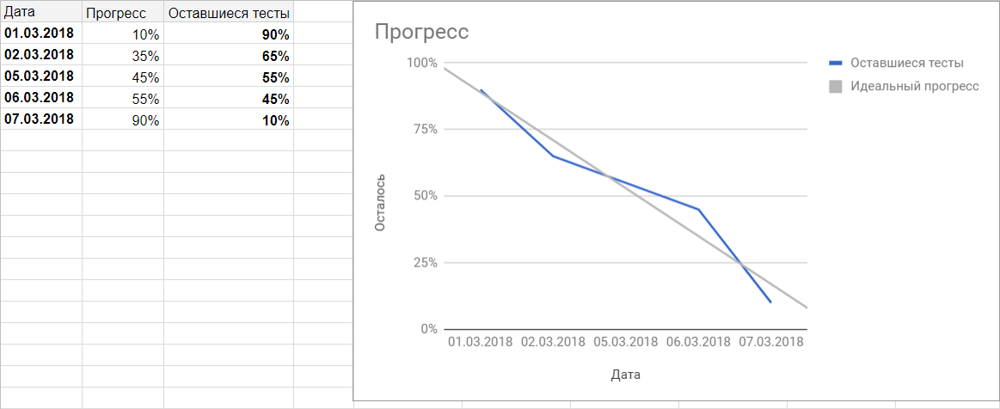 Дата Прогресс Оставшиеся тесты
01.03.2018 10% 90%
02.03.2018 35% 65%
05.03.2018 45% 55%
06.03.2018 55% 45%
07.03.2018 90% 10%
Прогресс
100%
75%
50%
25%
0%
Осталось
01.03.2018 02.03.2018 05.03.2018 06.03.2018 07.03.2018
Дата
Оставшиеся тесты
Идеальный прогресс